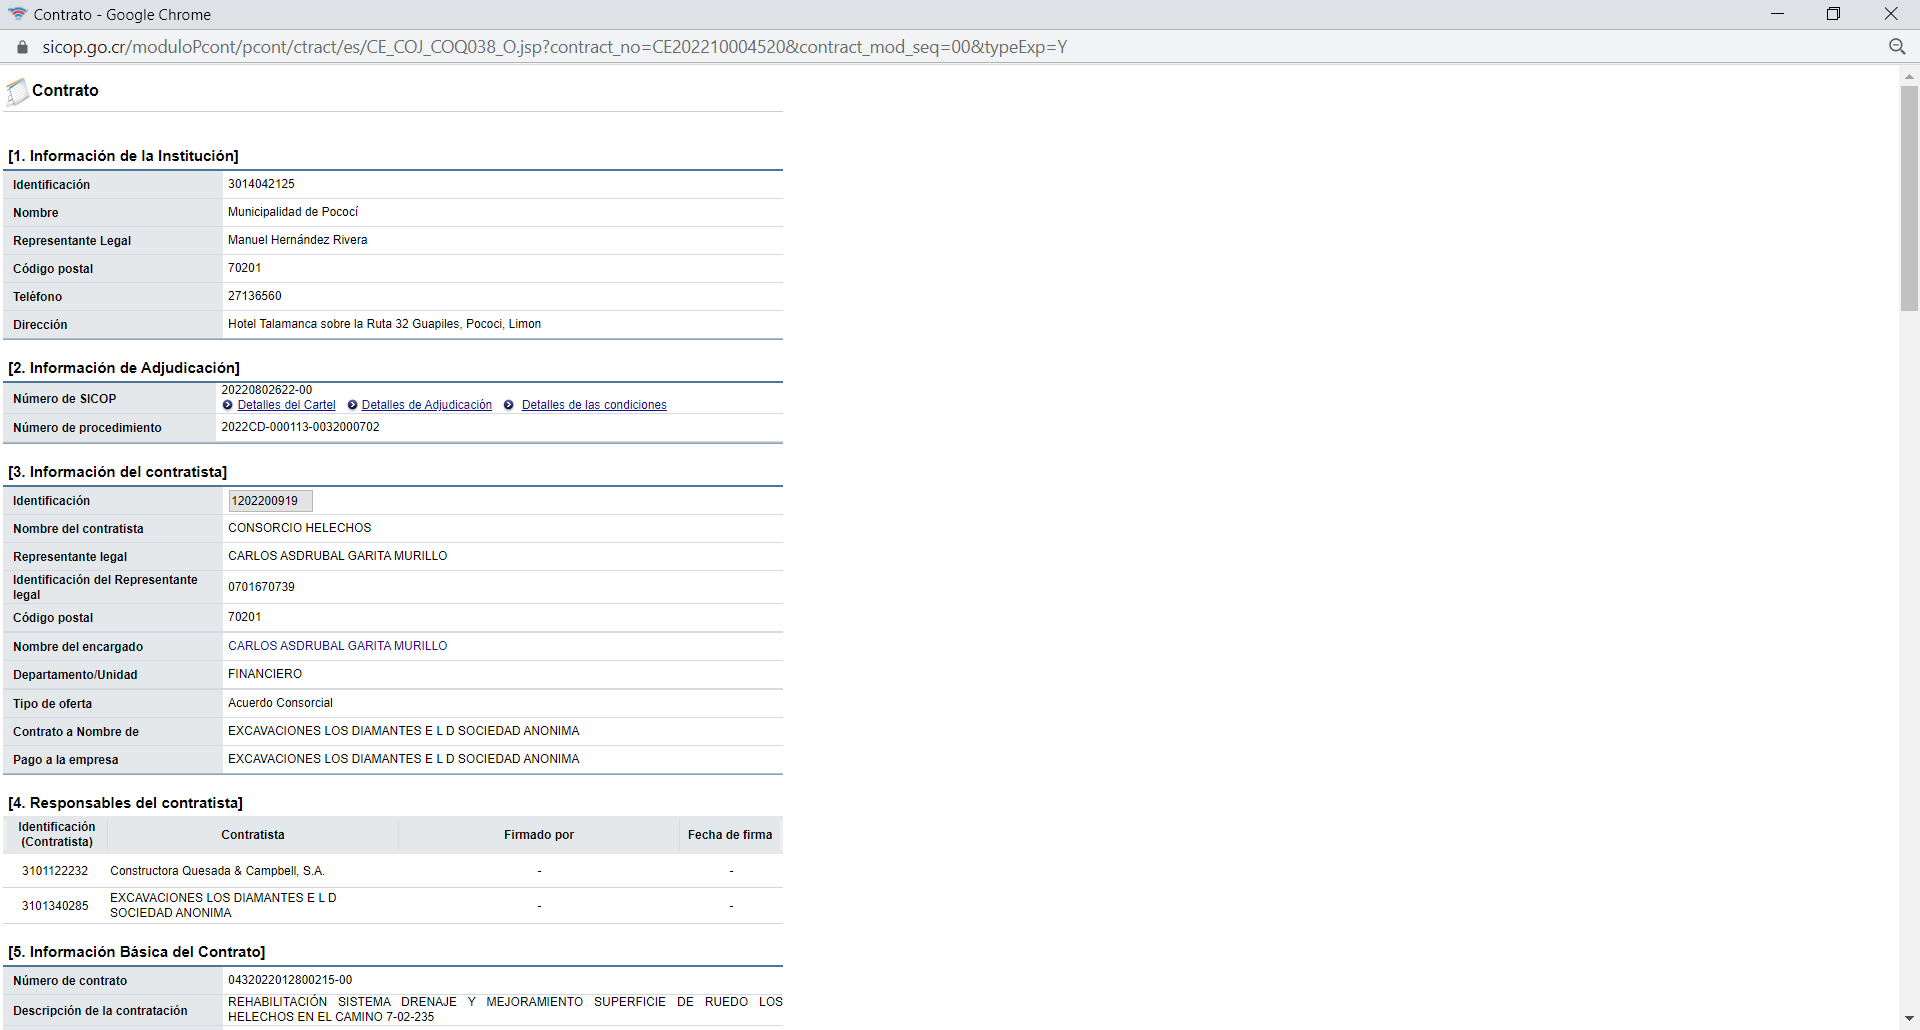 Contrato - Google Chrome
sicop.go.cr/moduloPcont/pcont/ctract/es/CE_COJ_COQ038_O.jsp?contract_no=CE202210004520&contract_mod_seq=00&typeExp=Y
Contrato
[1. Información de la Institución]
Identificación 3014042125
Nombre Municipalidad de Pococí
Representante Legal Manuel Hernández Rivera
Código postal 70201
Teléfono 27136560
Dirección Hotel Talamanca sobre la Ruta 32 Guapiles, Pococi, Limon
[2. Información de Adjudicación]
Número de SICOP 20220802622-00
Detalles del Cartel Detalles de Adjudicación Detalles de las condiciones
Número de procedimiento 2022CD-000113-0032000702
[3. Información del contratista]
Identificación 1202200919
Nombre del contratista CONSORCIO HELECHOS
Representante legal CARLOS ASDRUBAL GARITA MURILLO
Identificación del Representante
legal 0701670739
Código postal 70201
Nombre del encargado CARLOS ASDRUBAL GARITA MURILLO
Departamento/Unidad FINANCIERO
Tipo de oferta Acuerdo Consorcial
Contrato a Nombre de EXCAVACIONES LOS DIAMANTES E L D SOCIEDAD ANONIMA
Pago a la empresa EXCAVACIONES LOS DIAMANTES E L D SOCIEDAD ANONIMA
[4. Responsables del contratista]
Identificación
(Contratista) Contratista Firmado por Fecha de firma
3101122232 Constructora Quesada & Campbell, S.A. - -
3101340285 EXCAVACIONES LOS DIAMANTES E L D
SOCIEDAD ANONIMA - -
[5. Información Básica del Contrato]
Número de contrato 0432022012800215-00
Descripción de la contratación REHABILITACIÓN SISTEMA DRENAJE Y MEJORAMIENTO SUPERFICIE DE RUEDO LOS
HELECHOS EN EL CAMINO 7-02-235